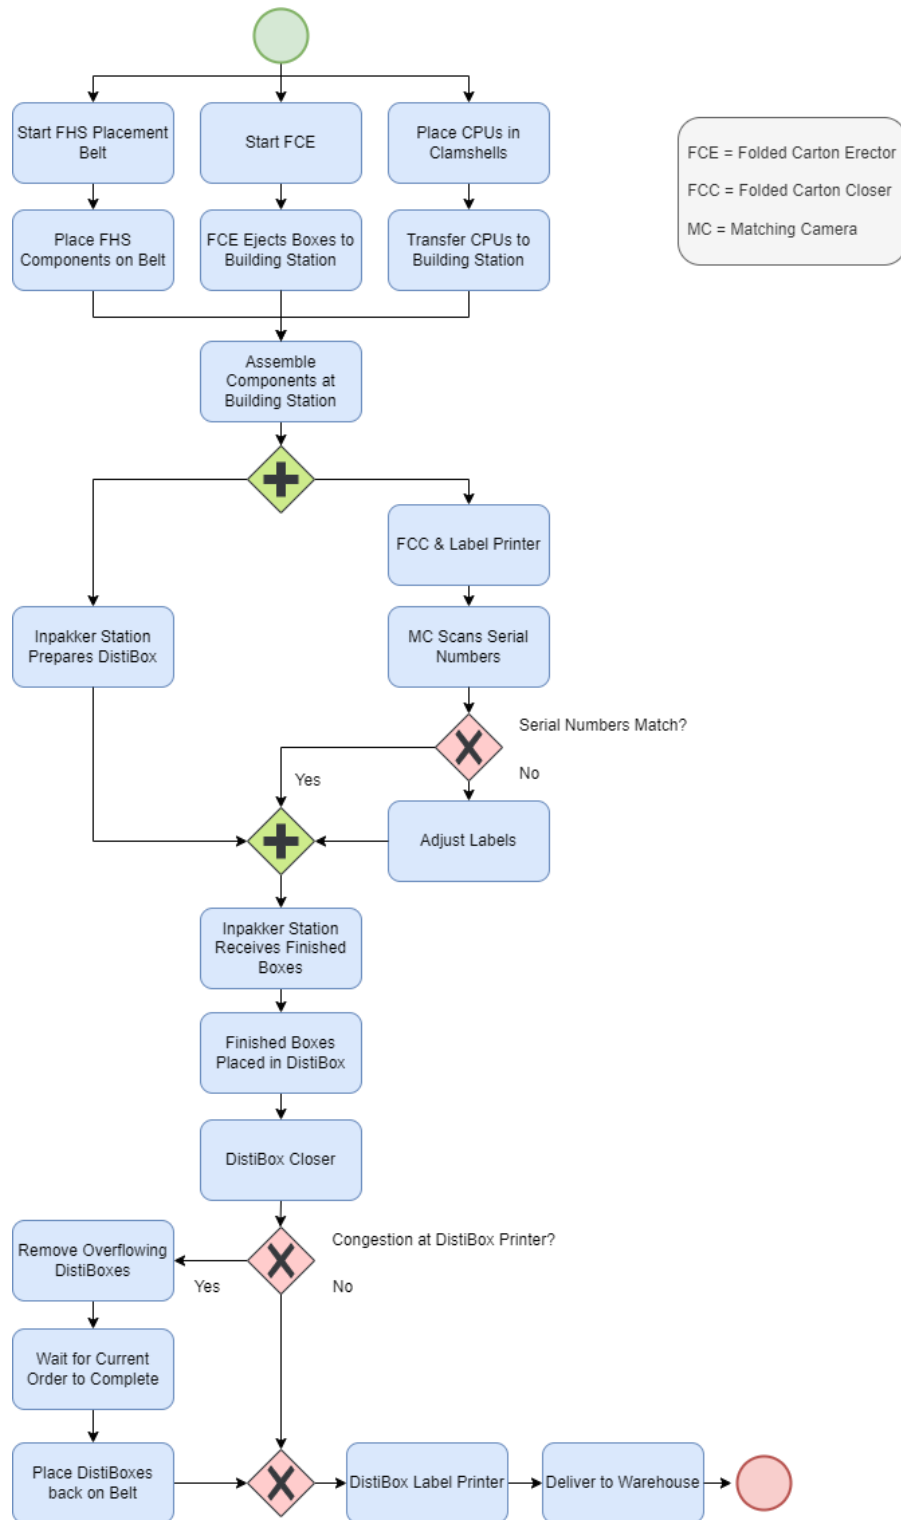 Start FHS Placement
Belt
Start FCE
Place CPUs in
Clamshells
FCE = Folded Carton Erector
FCC = Folded Carton Closer
MC = Matching Camera
Place FHS
Components on Belt
FCE Ejects Boxes to
Building Station
Transfer CPUs to
Building Station
Assemble
Components at
Building Station
FCC & Label Printer
Inpakker Station
Prepares DistiBox
MC Scans Serial
Numbers
Serial Numbers Match?
Yes
No
Adjust Labels
Inpakker Station
Receives Finished
Boxes
Finished Boxes
Placed in DistiBox
DistiBox Closer
Congestion at DistiBox Printer?
Yes
No
Remove Overflowing
DistiBoxes
Wait for Current
Order to Complete
Place DistiBoxes
back on Belt
DistiBox Label Printer
Deliver to Warehouse